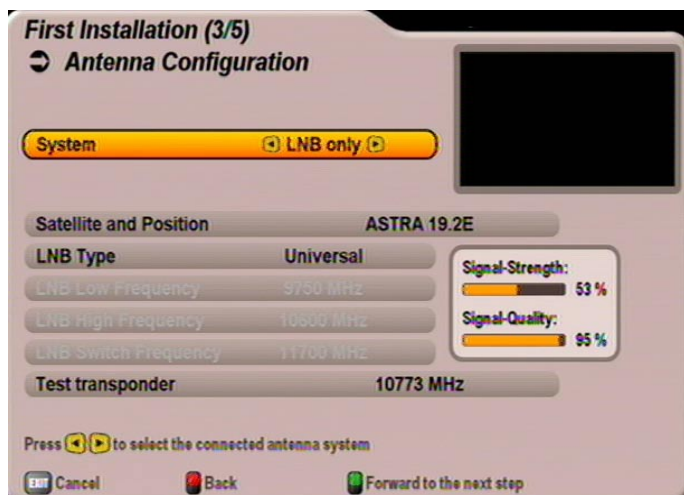 First Installation (3/5)
Antenna Configuration
System LNB only
Satellite and Position ASTRA 19.2E
LNB Type Universal
Signal-Strength:
53 %
LNB Low Frequency 9750 MHz
LNB High Frequency 10600 MHz
Signal-Quality:
95 %
LNB Switch Frequency 11700 MHz
Test transponder 10773 MHz
Press to select the connected antenna system
EXIT Cancel Back Forward to the next step